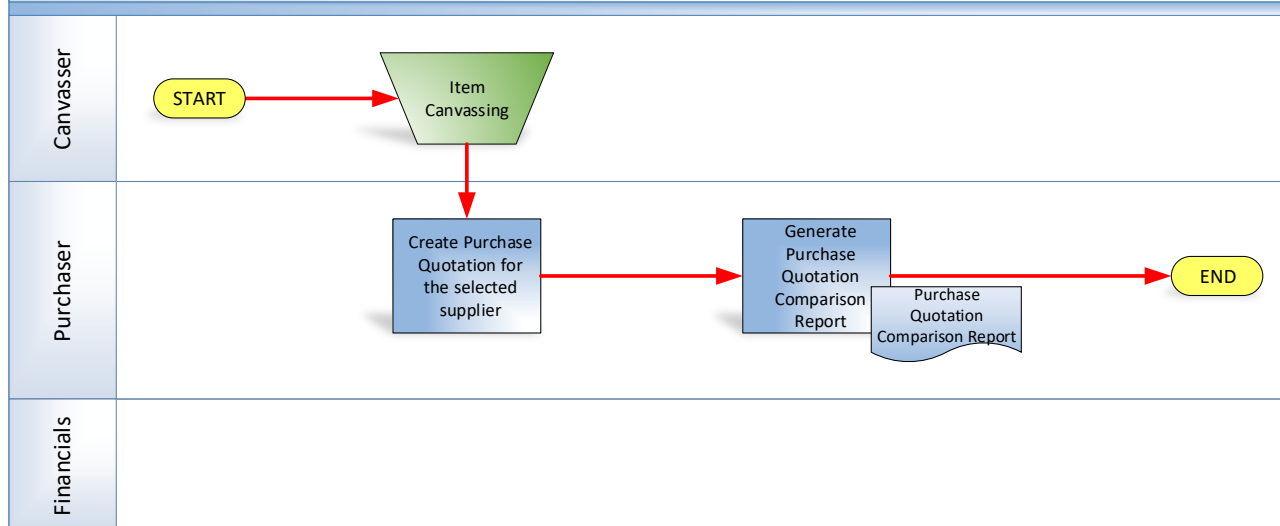 Canvasser
START
Item
Canvassing
Purchaser
Create Purchase
Quotation for
the selected
supplier
Generate
Purchase
Quotation
Comparison
Report
Purchase
Quotation
Comparison Report
END
Financials